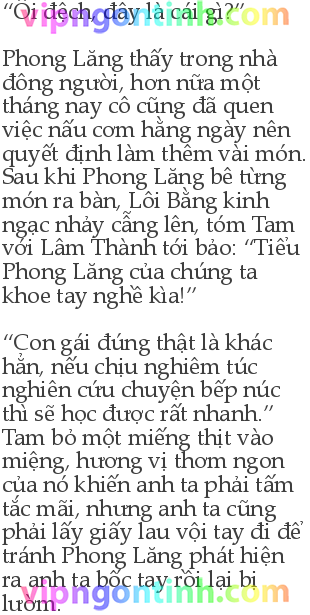 “Ôi đệch, đây là cái gì?”
Phong Lăng thấy trong nhà
đông người, hơn nữa một
tháng nay cô cũng đã quen
việc nấu cơm hằng ngày nên
quyết định làm thêm vài món.
Sau khi Phong Lăng bê từng
món ra bàn, Lôi Bằng kinh
ngạc nhảy cẫng lên, tóm Tam
với Lâm Thành tới bảo: “Tiểu
Phong Lăng của chúng ta
khoe tay nghề kìa!”
“Con gái đúng thật là khác
hẳn, nếu chịu nghiêm túc
nghiên cứu chuyện bếp núc
thì sẽ học được rất nhanh.”
Tam bỏ một miếng thịt vào
miệng, hương vị thơm ngon
của nó khiến anh ta phải tấm
tắc mãi, nhưng anh ta cũng
phải lấy giấy lau vội tay đi để
tránh Phong Lăng phát hiện
ra anh ta bốc tay rồi lại bị
lườm.
vipngontinh.com
vipngontinh.com